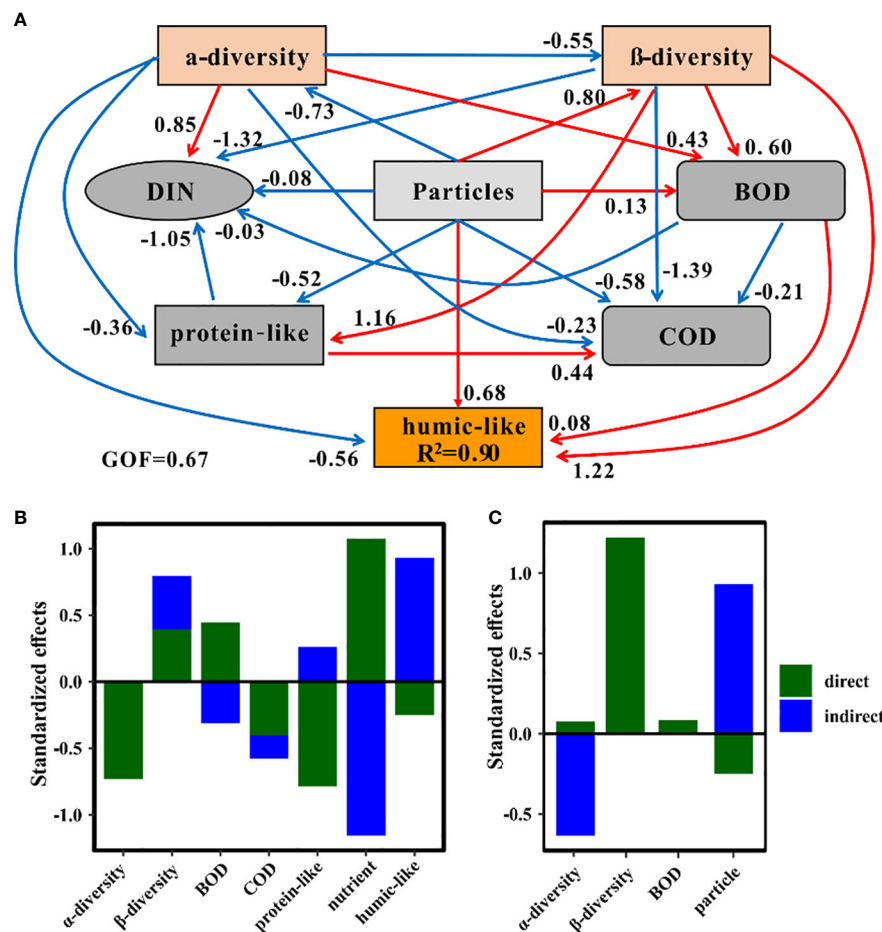 A
a-diversity
-0.55
ß-diversity
0.85
-1.32
-0.73
0.80
0.43
0. 60
DIN
-0.08
Particles
0.13
BOD
-1.05
-0.03
-0.52
-0.58
-1.39
-0.21
-0.36
protein-like
1.16
-0.23
COD
0.44
0.68
humic-like
R²=0.90
0.08
GOF=0.67
-0.56
1.22
B
Standardized effects
1.0
0.5
0.0
-0.5
-1.0
α-diversity
β-diversity
BOD
COD
protein-like
nutrient
humic-like
C
Standardized effects
1.0
0.5
0.0
-0.5
α-diversity
β-diversity
BOD
particle
direct
indirect